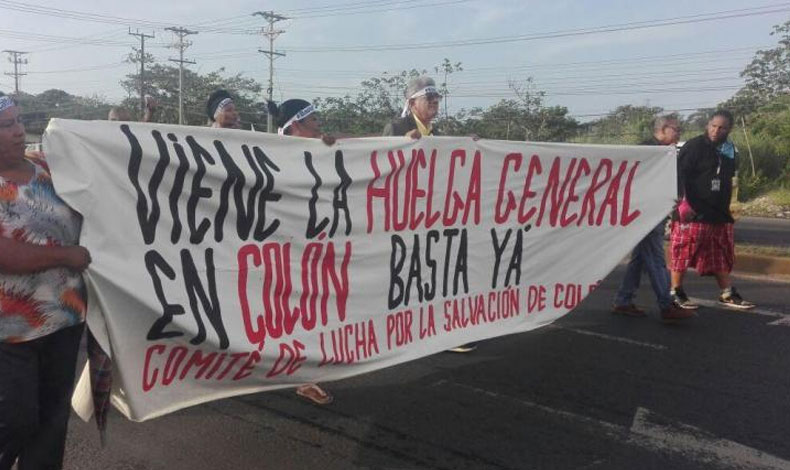 VIENE LA HUELGA GENERAL
EN COLÓN BASTA YÁ
COMITÉ DE LUCHA POR LA SALVACIÓN DE COLÓ